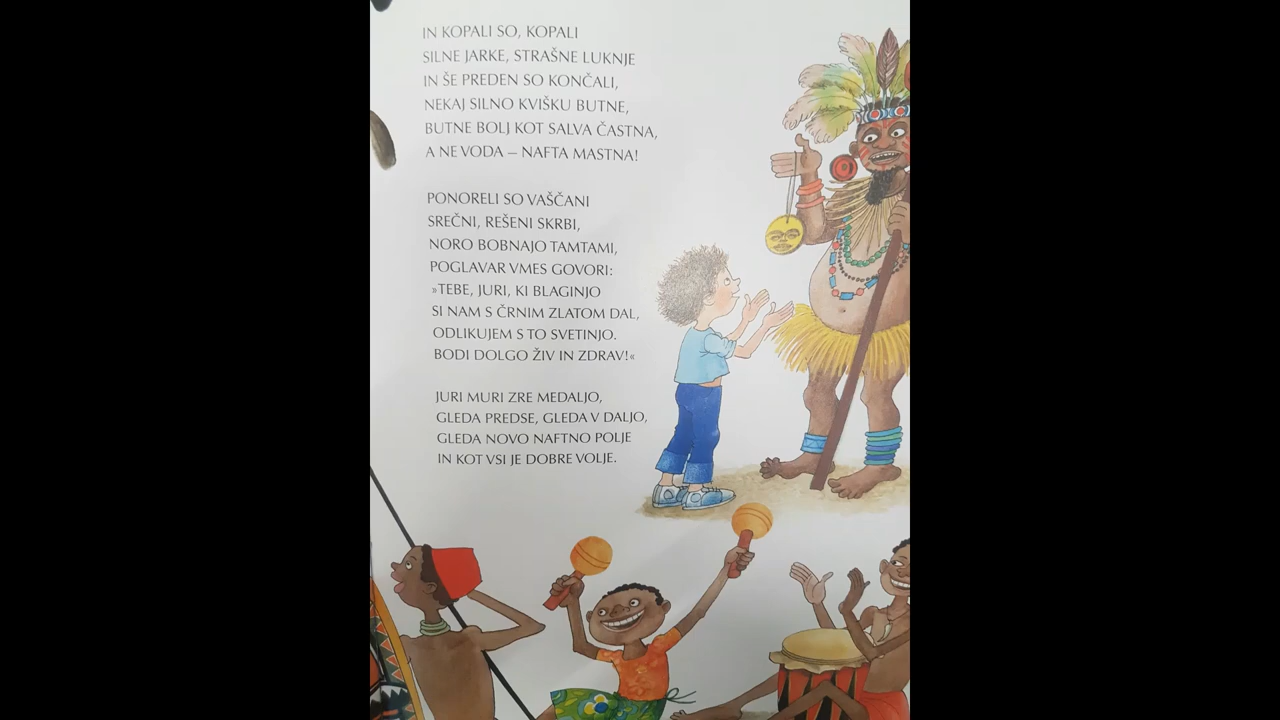 IN KOPALI SO, KOPALI
SILNE JARKE, STRAŠNE LUKNJE
IN ŠE PREDEN SO KONČALI,
NEKAJ SILNO KVIŠKU BUTNE,
BUTNE BOLJ KOT SALVA ČASTNA,
A NE VODA – NAFTA MASTNA!
PONORELI SO VAŠČANI
SREČNI, REŠENI SKRBI,
NORO BOBNAJO TAMTAMI,
POGLAVAR VMES GOVORI:
»TEBE, JURI, KI BLAGINJO
SI NAM S ČRNIM ZLATOM DAL,
ODLIKUJEM S TO SVETINJO.
BODI DOLGO ŽIV IN ZDRAV!«
JURI MURI ZRE MEDALJO,
GLEDA PREDSE, GLEDA V DALJO,
GLEDA NOVO NAFTNO POLJE
IN KOT VSI JE DOBRE VOLJE.